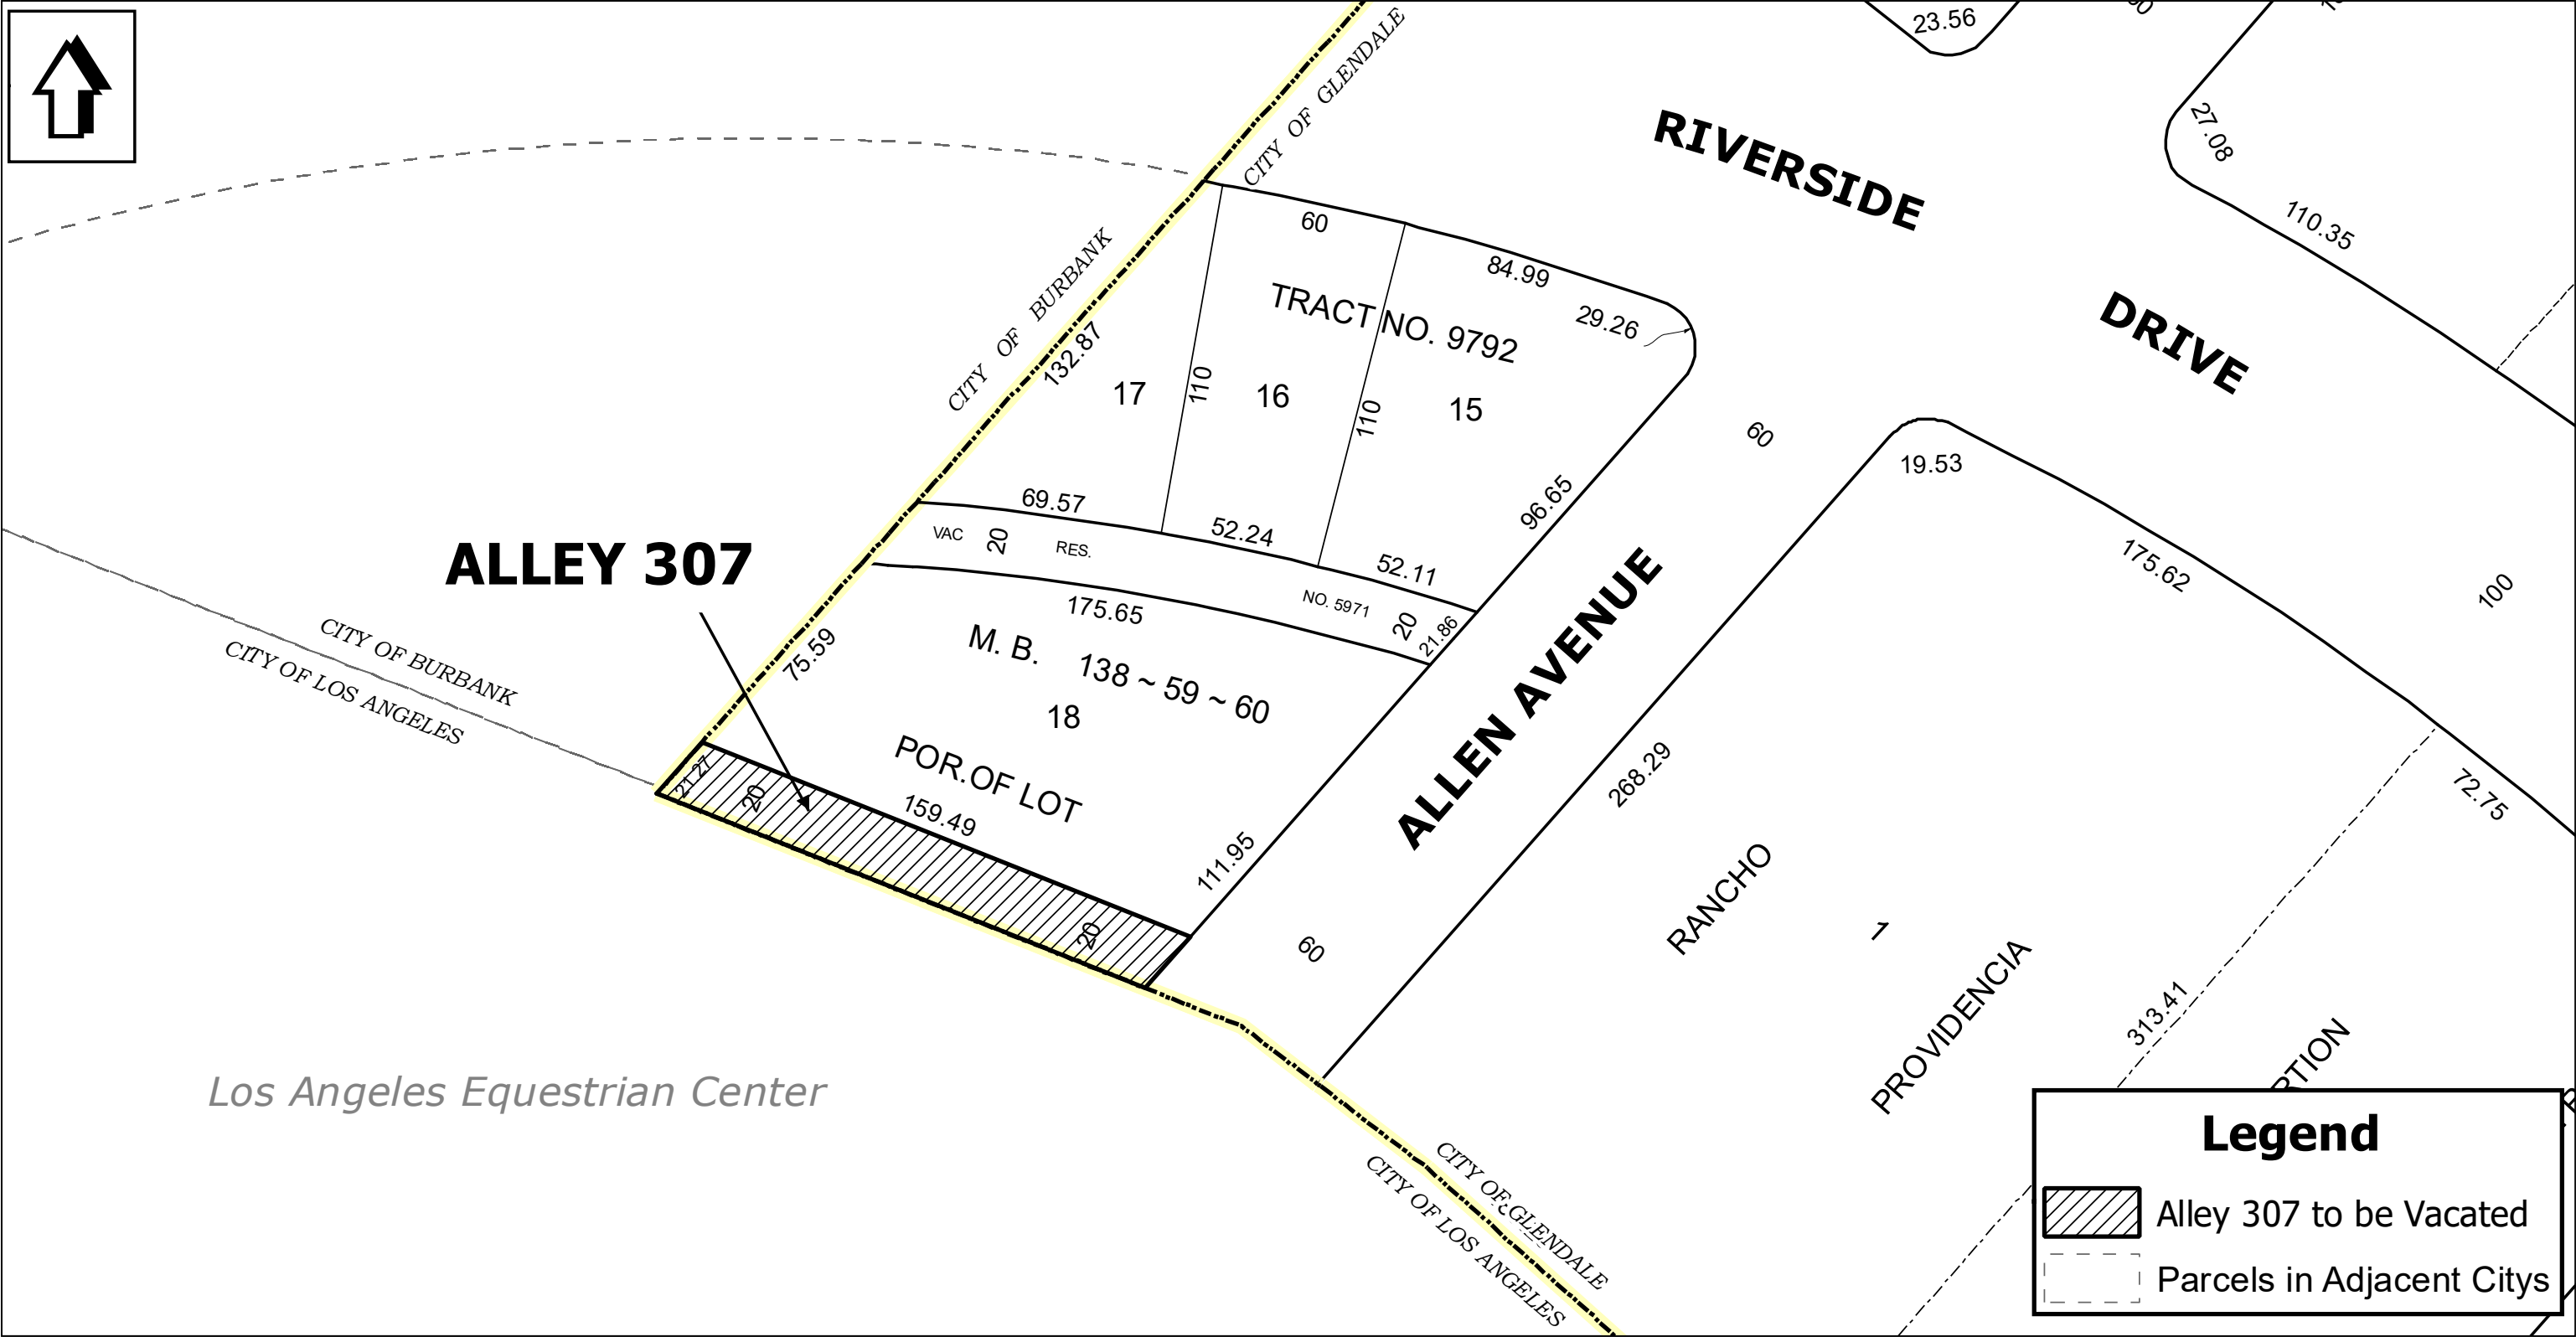 23.56
CITY OF GLENDALE
RIVERSIDE
27.08
110.35
60
84.99
29.26
TRACT NO. 9792
CITY OF BURBANK
132.87
DRIVE
17
110
16
110
15
60
19.53
96.65
69.57
52.24
52.11
VAC 20 RES. NO. 5971 20
21.86
175.65
175.62
100
ALLEY 307
ALLEN AVENUE
75.59
M. B. 138 ~ 59 ~ 60
18
CITY OF BURBANK
CITY OF LOS ANGELES
POR.OF LOT
159.49
21.27
20
20
111.95
268.29
72.75
60
RANCHO
1
PROVIDENCIA
313.41
RTION
Los Angeles Equestrian Center
CITY OF GLENDALE
CITY OF LOS ANGELES
Legend
Alley 307 to be Vacated
Parcels in Adjacent Citys